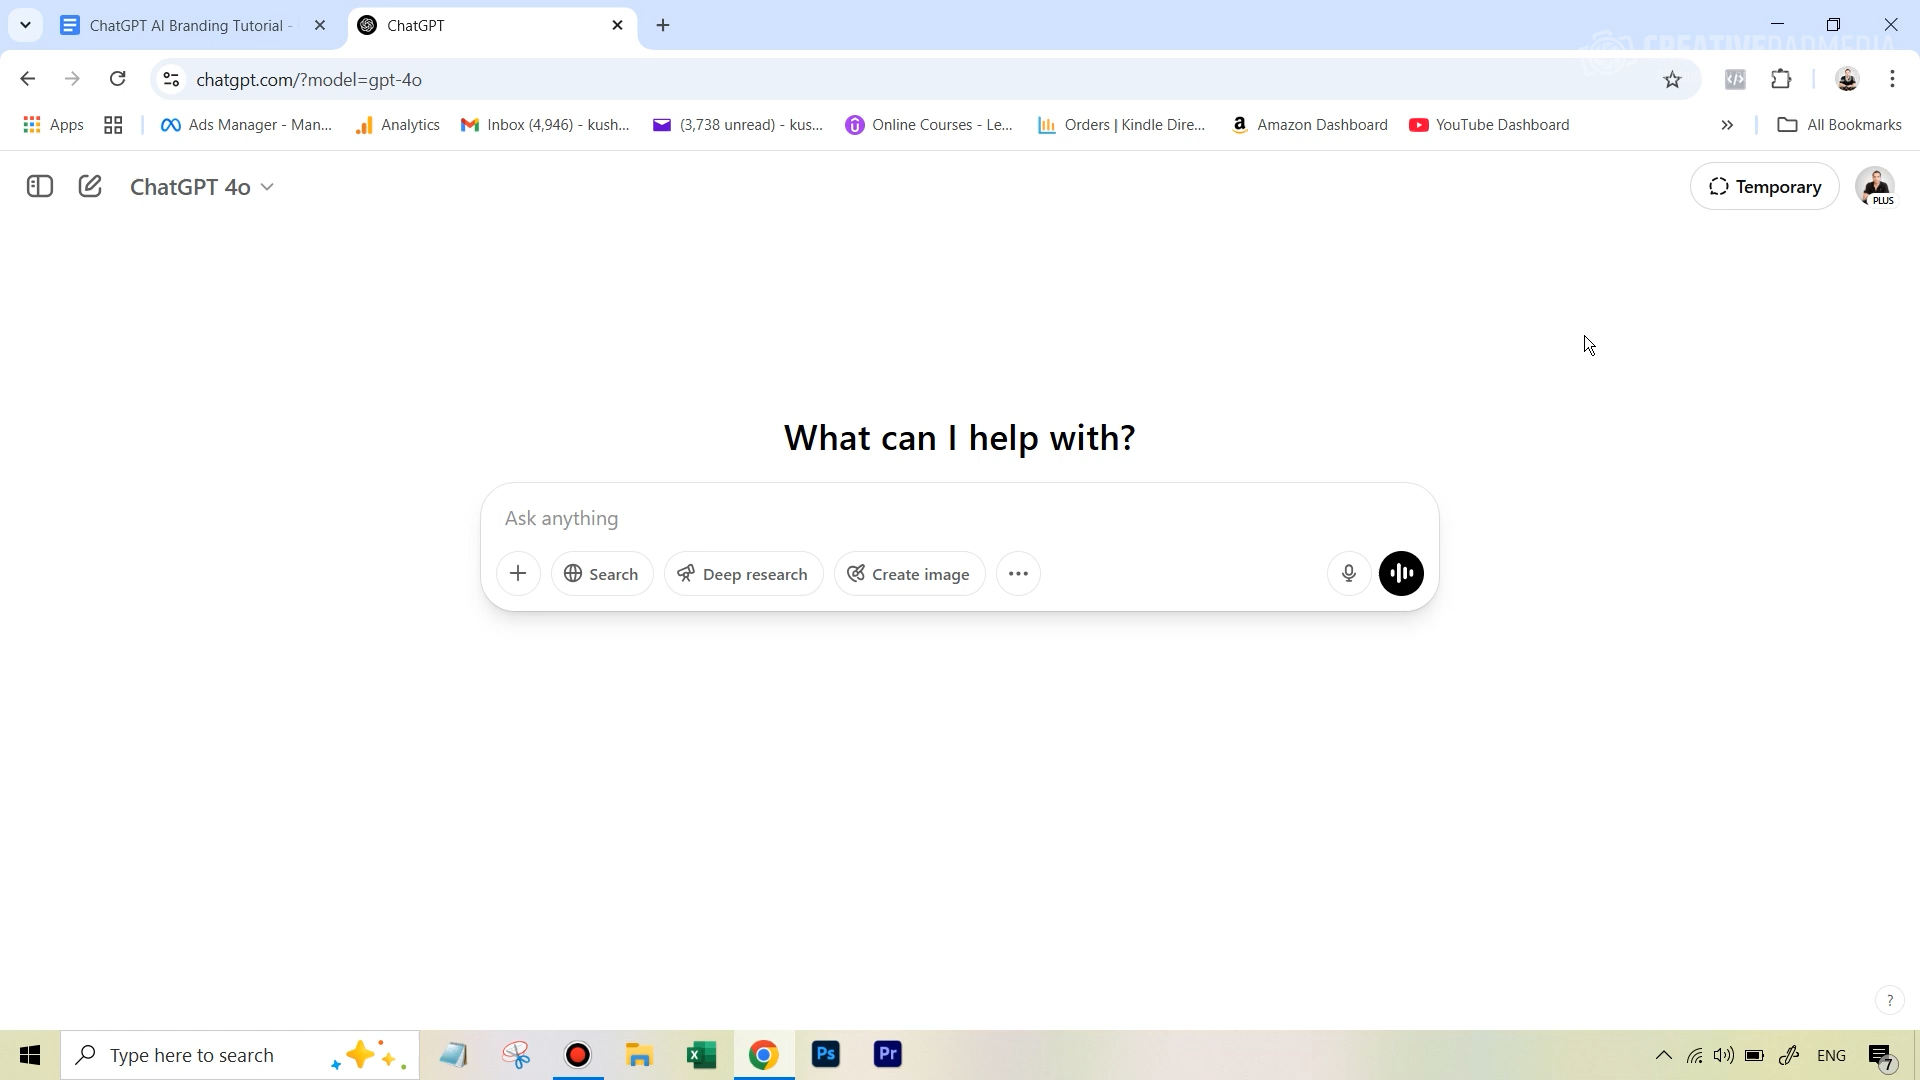 ChatGPT AI Branding Tutorial -
ChatGPT
CREATIVEDADMEDIA
chatgpt.com/?model=gpt-4o
Apps
Ads Manager - Man...
Analytics
Inbox (4,946) - kush...
(3,738 unread) - kus...
Online Courses - Le...
Orders | Kindle Dire...
Amazon Dashboard
YouTube Dashboard
All Bookmarks
ChatGPT 4o
Temporary
PLUS
What can I help with?
Ask anything
Search
Deep research
Create image
?
Type here to search
Ps
Pr
ENG
7